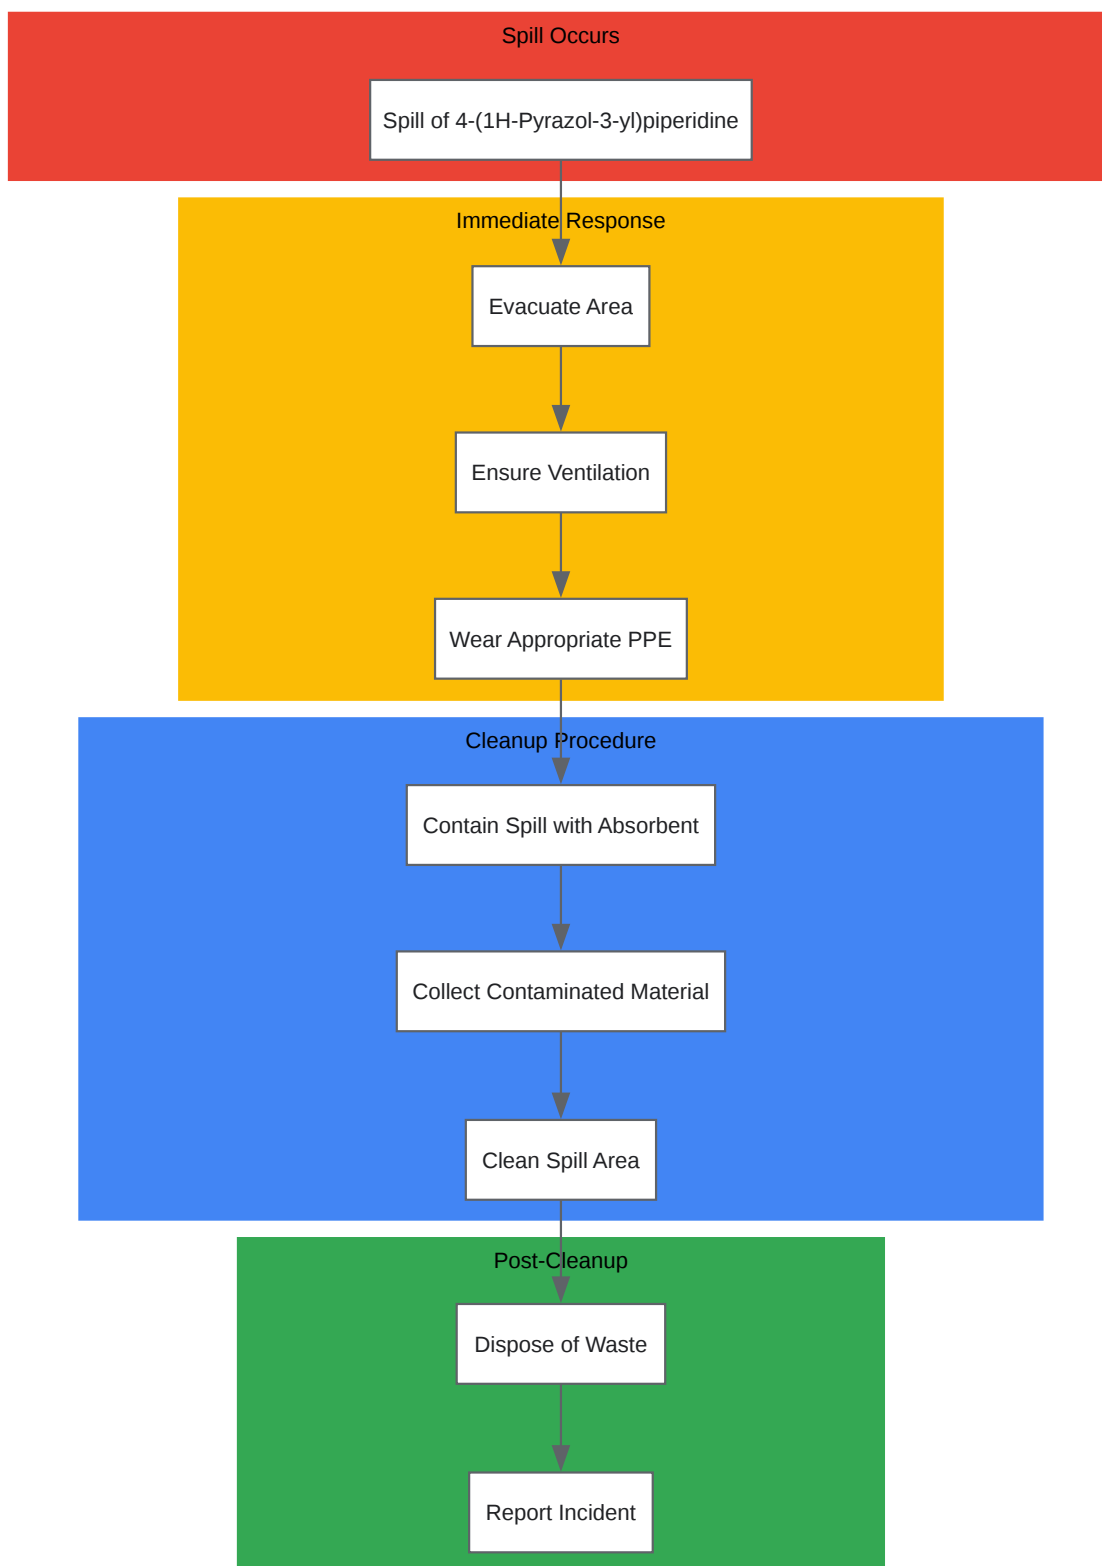 Spill Occurs
Spill of 4-(1H-Pyrazol-3-yl)piperidine
Immediate Response
Evacuate Area
Ensure Ventilation
Wear Appropriate PPE
Cleanup Procedure
Contain Spill with Absorbent
Collect Contaminated Material
Clean Spill Area
Post-Cleanup
Dispose of Waste
Report Incident